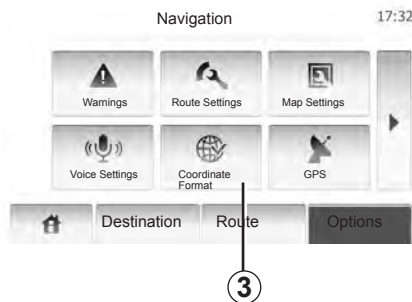 Navigation 17:32
Warnings Route Settings Map Settings
Voice Settings Coordinate Format GPS
Destination Route Options
3